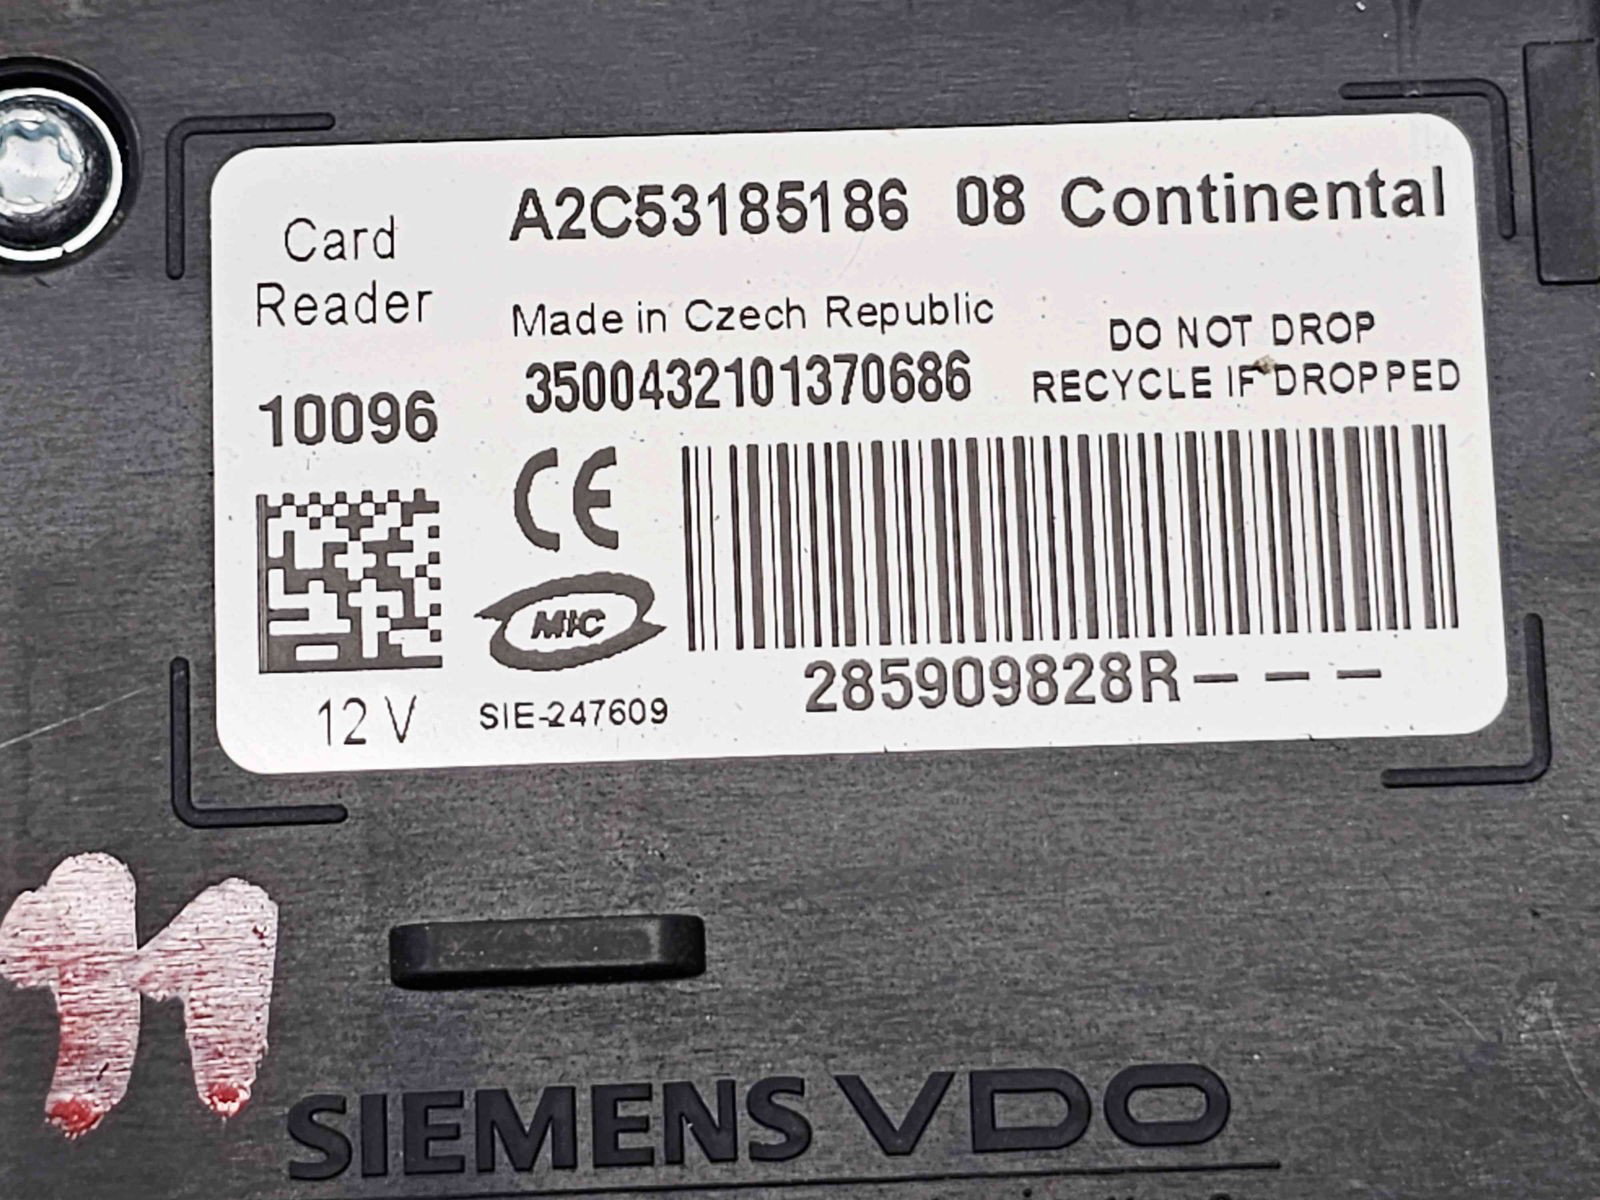 A2C53185186 08 Continental
Card
Reader
Made in Czech Republic
DO NOT DROP
RECYCLE IF DROPPED
3500432101370686
10096
CE
MIC
285909828R---
12 V
SIE-247609
11
SIEMENS VDO